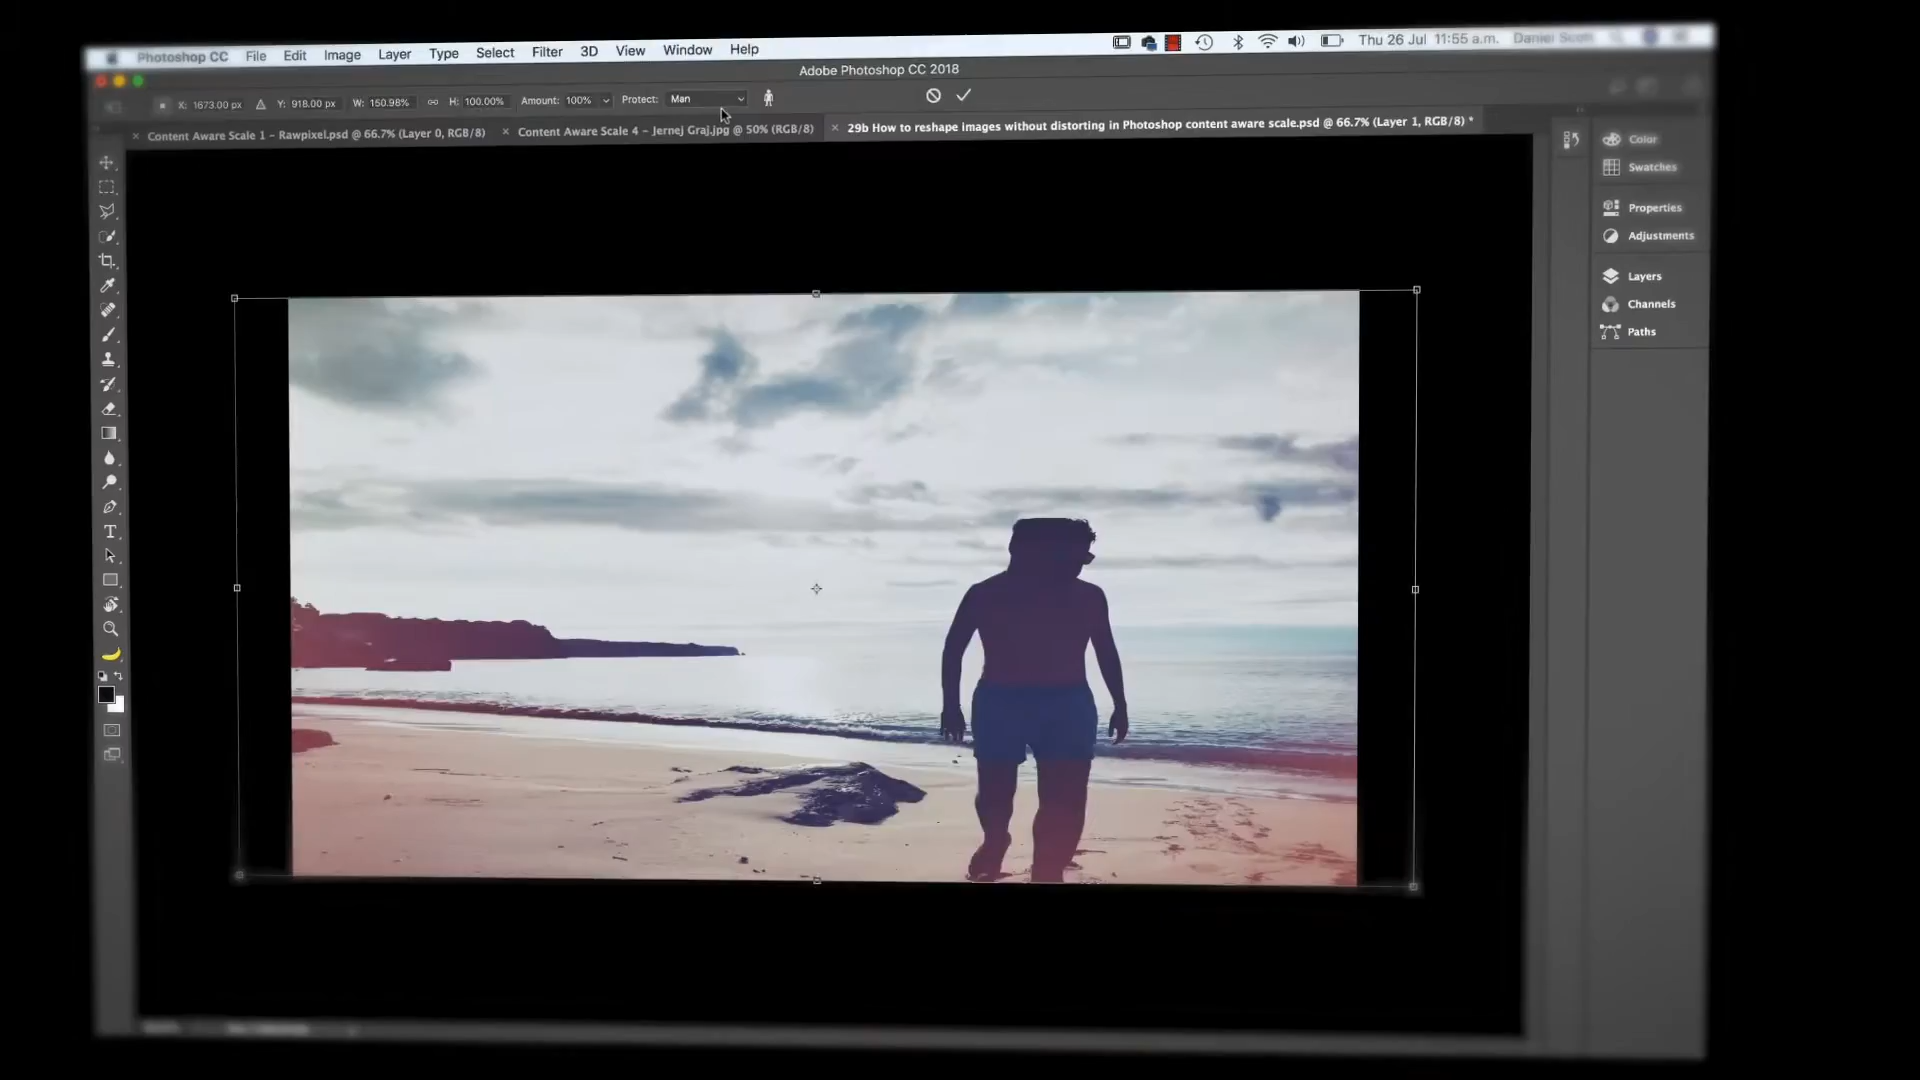 Photoshop CC File Edit Image Layer Type Select Filter 3D View Window Help Thu 26 Jul 11:55 a.m. Daniel Scott
Adobe Photoshop CC 2018
X: 1673.00 px Y: 918.00 px W: 150.98% H: 100.00% Amount: 100% Protect: Man
Content Aware Scale 1 - Rawpixel.psd @ 66.7% (Layer 0, RGB/8) Content Aware Scale 4 - Jernej Graj.jpg @ 50% (RGB/8) 29b How to reshape images without distorting in Photoshop content aware scale.psd @ 66.7% (Layer 1, RGB/8) *
Color
Swatches
Properties
Adjustments
Layers
Channels
Paths